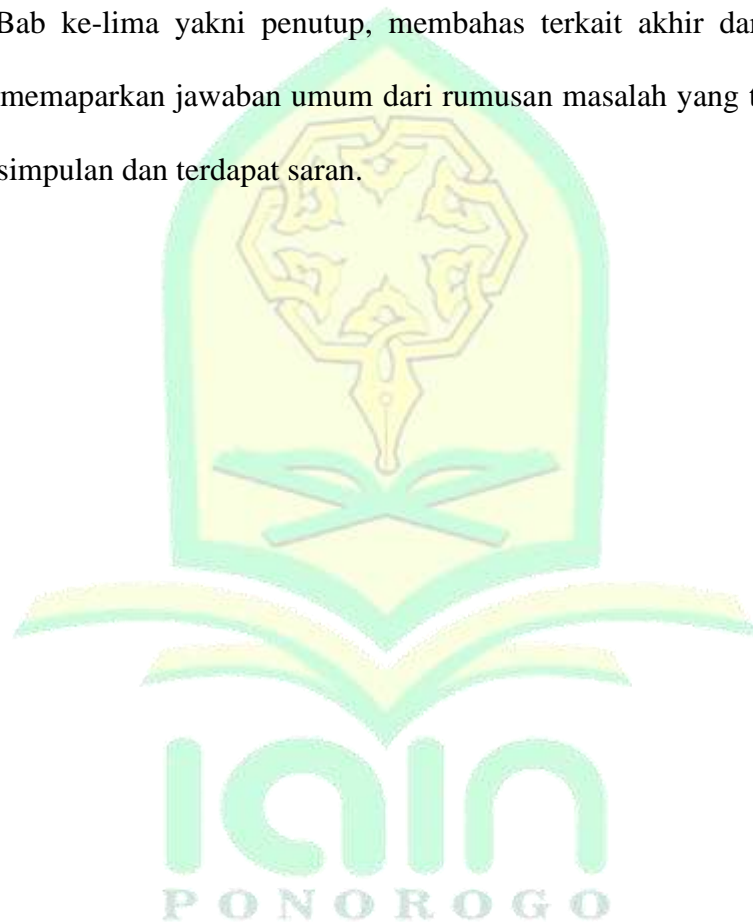 Bab ke-lima yakni penutup, membahas terkait akhir
memaparkan jawaban umum dari rumusan masalah yang
simpulan dan terdapat saran.
iain
PONOROGO